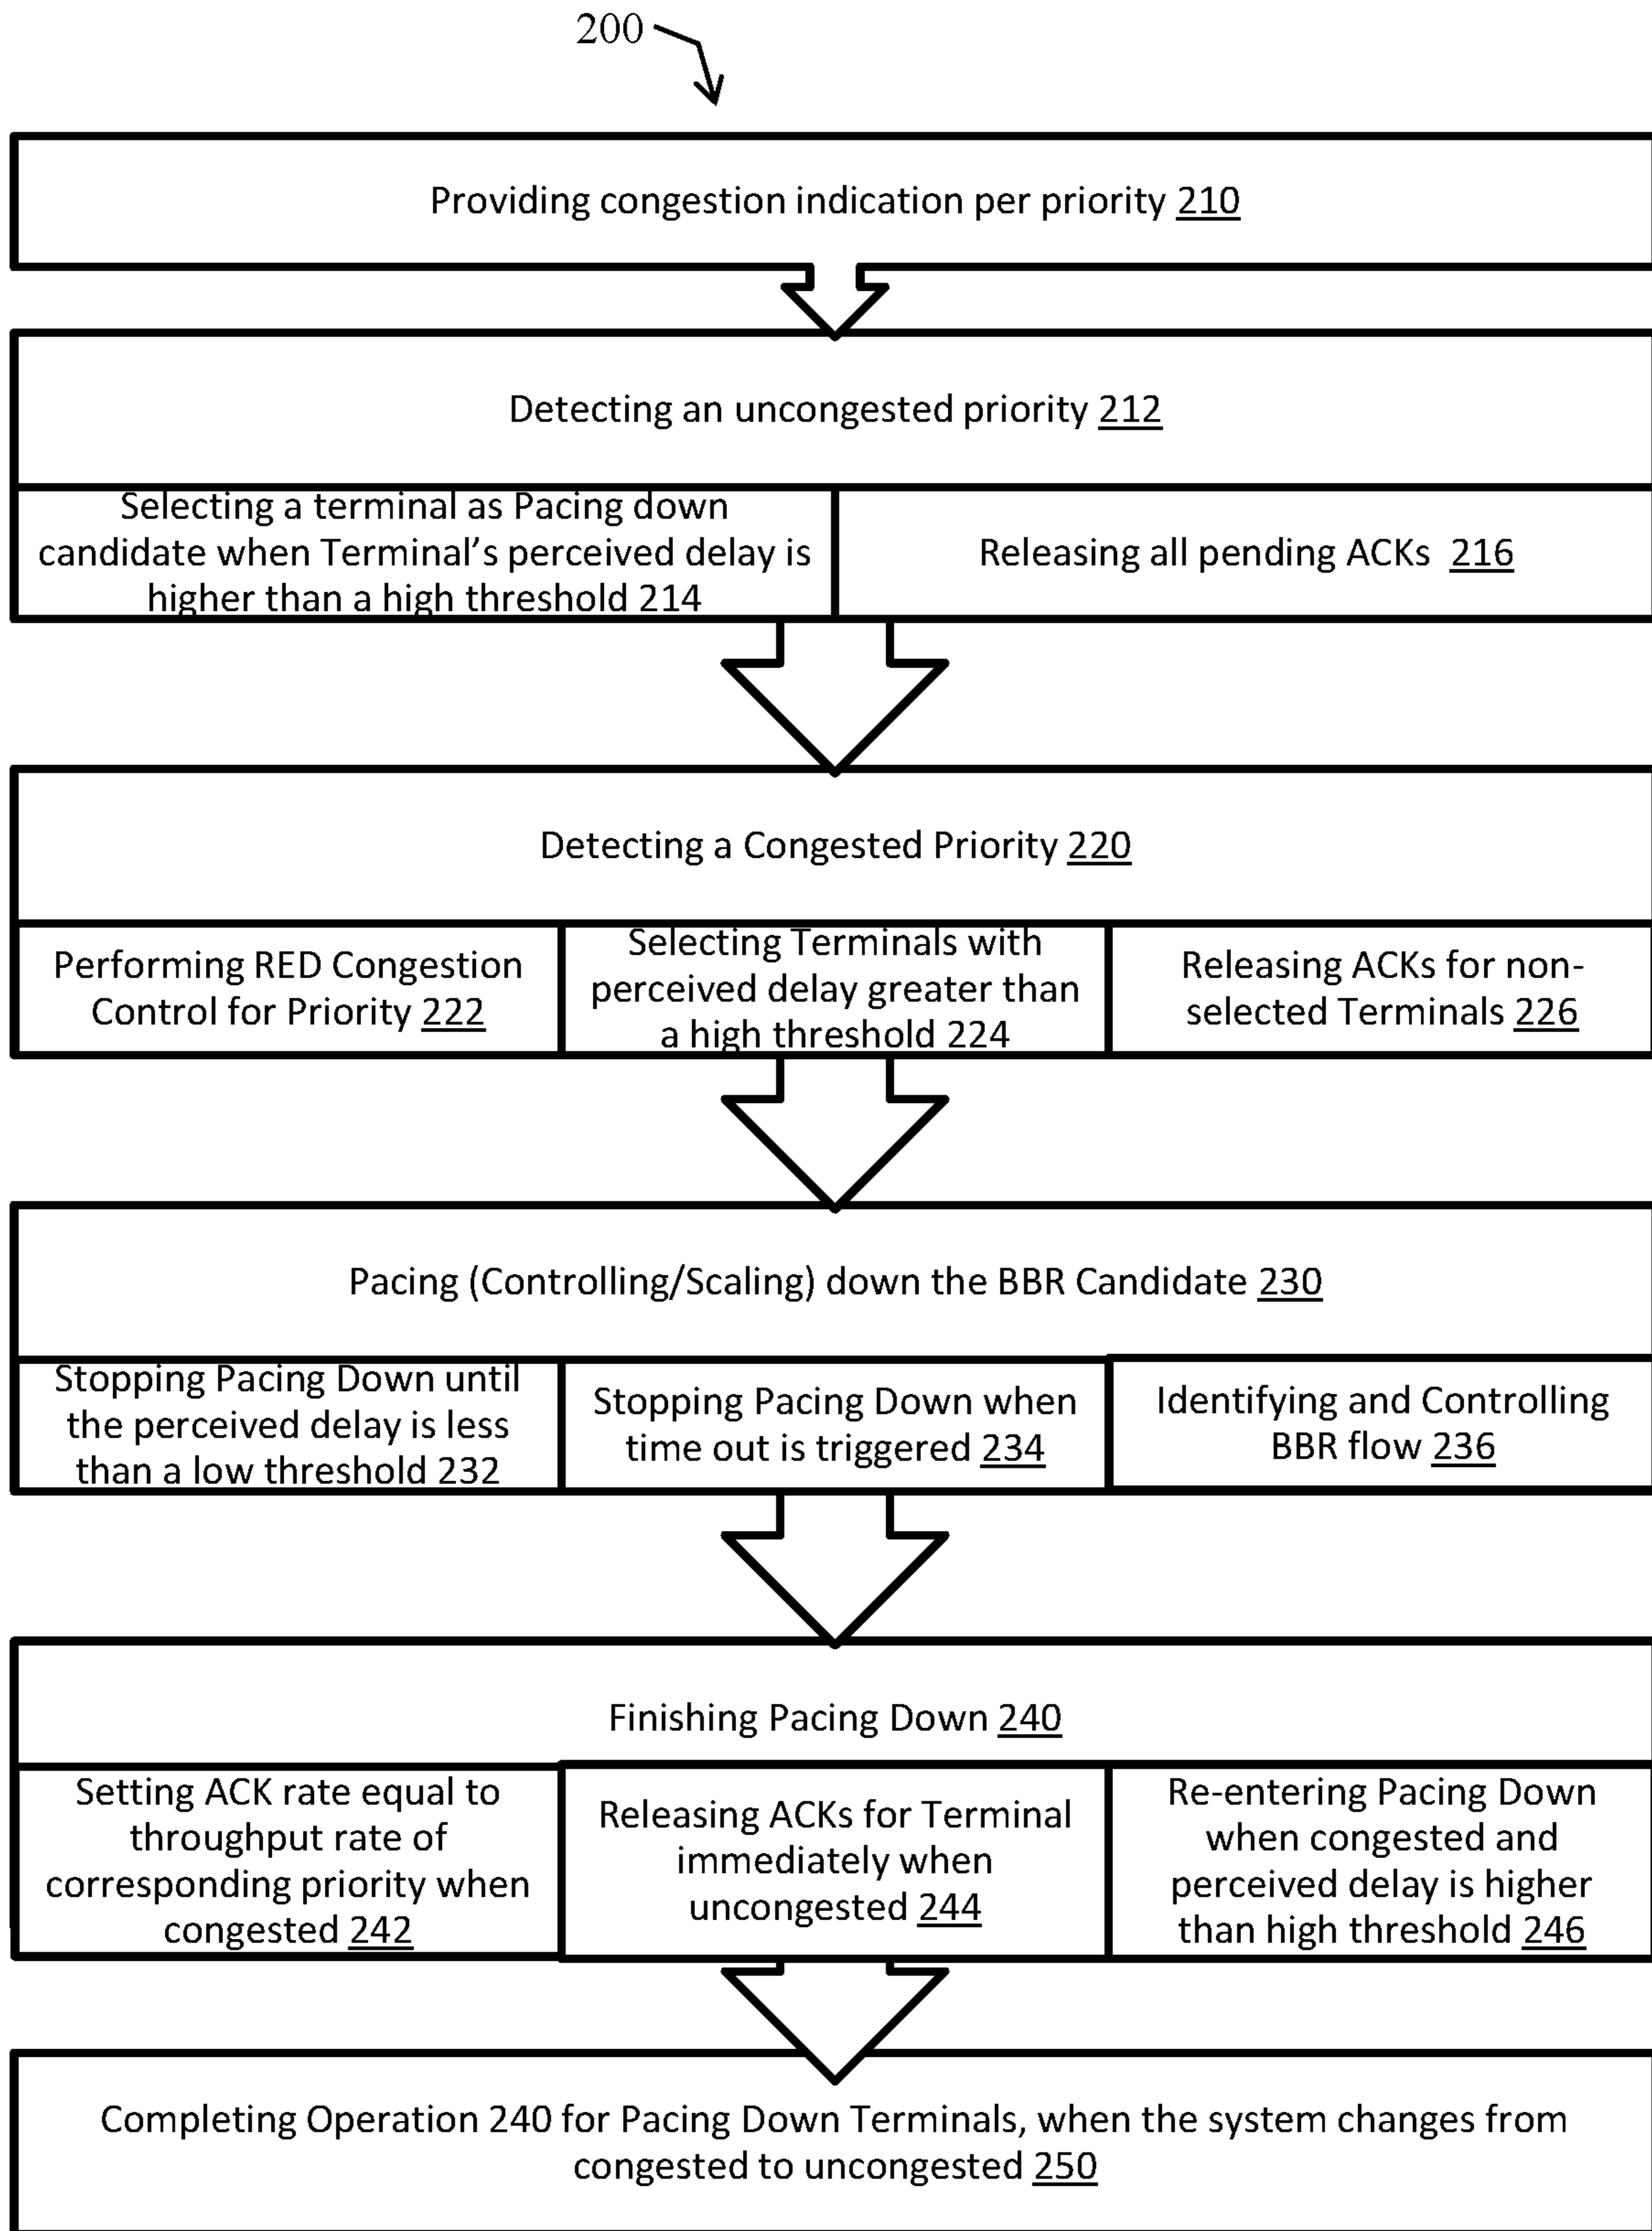 200
Providing congestion indication per priority 210
Detecting an uncongested priority 212
Selecting a terminal as Pacing down
candidate when Terminal’s perceived delay is
higher than a high threshold 214
Releasing all pending ACKs 216
Detecting a Congested Priority 220
Performing RED Congestion
Control for Priority 222
Selecting Terminals with
perceived delay greater than
a high threshold 224
Releasing ACKs for non-
selected Terminals 226
Pacing (Controlling/Scaling) down the BBR Candidate 230
Stopping Pacing Down until
the perceived delay is less
than a low threshold 232
Stopping Pacing Down when
time out is triggered 234
Identifying and Controlling
BBR flow 236
Finishing Pacing Down 240
Setting ACK rate equal to
throughput rate of
corresponding priority when
congested 242
Releasing ACKs for Terminal
immediately when
uncongested 244
Re-entering Pacing Down
when congested and
perceived delay is higher
than high threshold 246
Completing Operation 240 for Pacing Down Terminals, when the system changes from
congested to uncongested 250